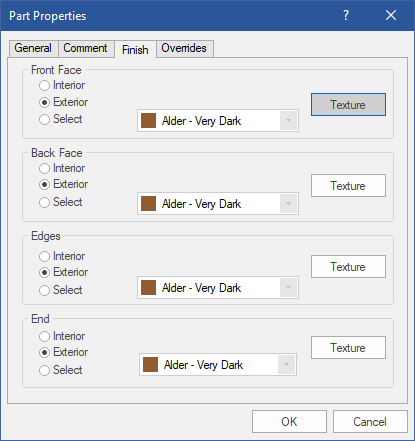 Part Properties ? ×
General Comment Finish Overrides
Front Face
Interior
Exterior
Select
Alder - Very Dark
Texture
Back Face
Interior
Exterior
Select
Alder - Very Dark
Texture
Edges
Interior
Exterior
Select
Alder - Very Dark
Texture
End
Interior
Exterior
Select
Alder - Very Dark
Texture
OK Cancel